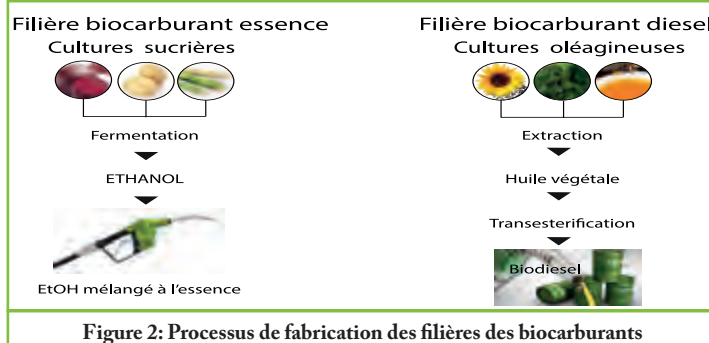 Filière biocarburant essence
Cultures sucrières
Fermentation
ETHANOL
EtOH mélangé à l'essence
Filière biocarburant diesel
Cultures oléagineuses
Extraction
Huile végétale
Transesterification
Biodiesel
Figure 2: Processus de fabrication des filières des biocarburants